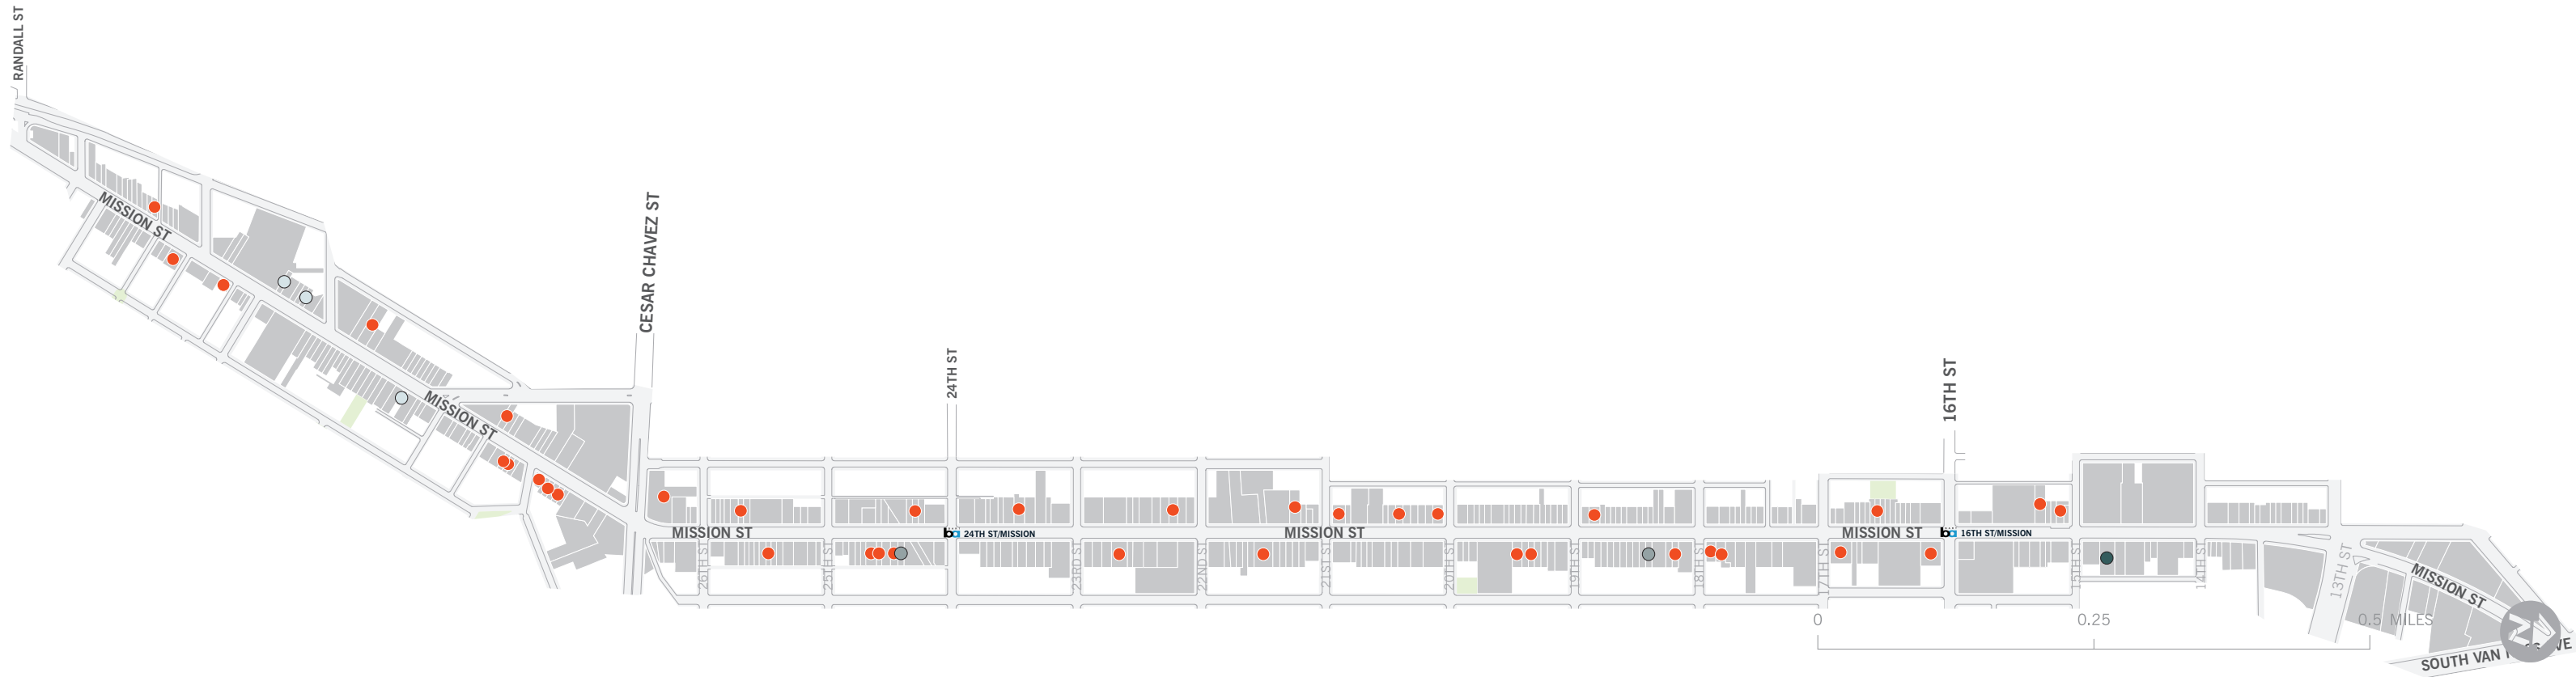 RANDALL ST
MISSION ST
CESAR CHAVEZ ST
MISSION ST
24TH ST
16TH ST
MISSION ST
ba 24TH ST/MISSION
MISSION ST
MISSION ST
ba 16TH ST/MISSION
26TH ST
25TH ST
23RD ST
22ND ST
21ST ST
20TH ST
19TH ST
18TH ST
17TH ST
15TH ST
14TH ST
13TH ST
MISSION ST
0 0.25 0.5 MILES
N
SOUTH VAN